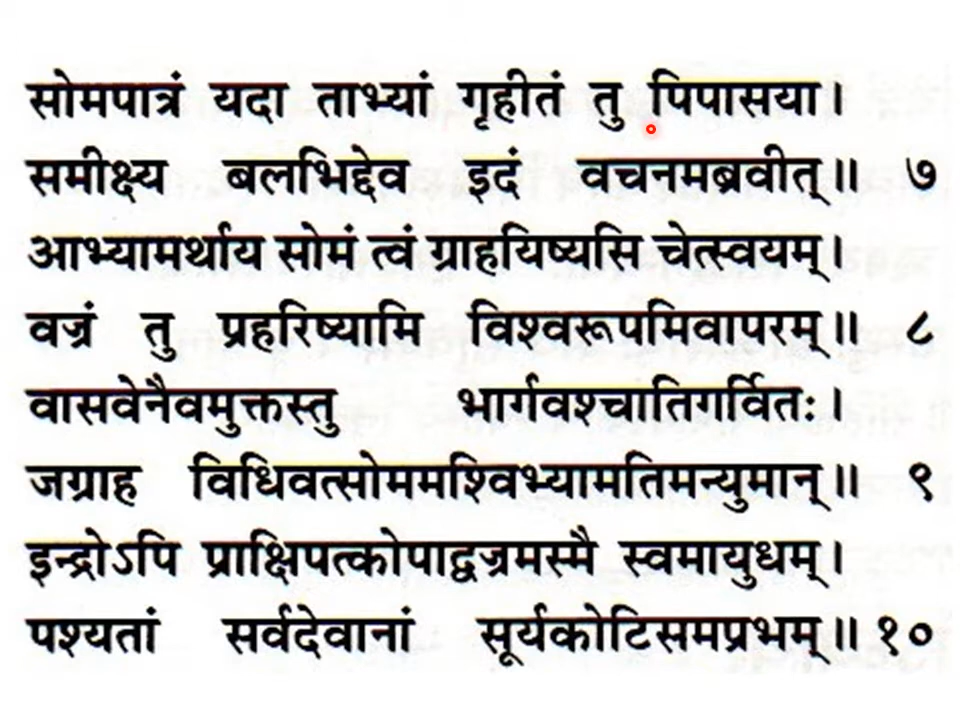 सोमपात्रं यदा ताभ्यां गृहीतं तु पिपासया।
समीक्ष्य बलभिद्देव इदं वचनमब्रवीत्॥ ७
आभ्यामर्थाय सोमं त्वं ग्राहयिष्यसि चेत्स्वयम्।
वज्रं तु प्रहरिष्यामि विश्वरूपमिवापरम्॥ ८
वासवेनैवमुक्तस्तु भार्गवश्चातिगर्वितः।
जग्राह विधिवत्सोममश्विभ्यामतिमन्युमान्॥ ९
इन्द्रोऽपि प्राक्षिपत्कोपाद्वज्रमस्मै स्वमायुधम्।
पश्यतां सर्वदेवानां सूर्यकोटिसमप्रभम्॥ १०